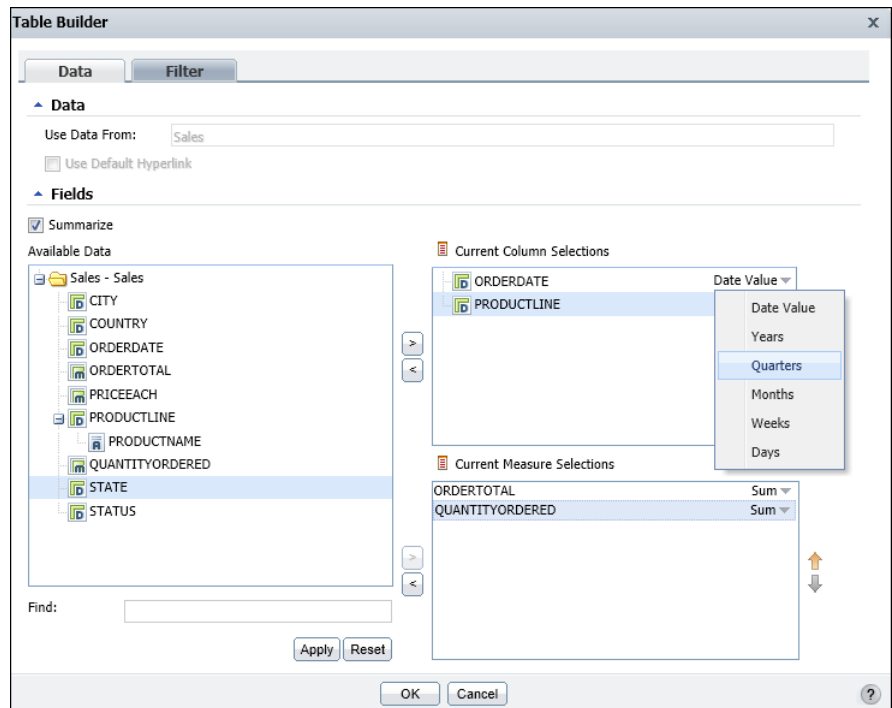 Table Builder x
Data Filter
Data
Use Data From: Sales
Use Default Hyperlink
Fields
Summarize
Available Data
Sales - Sales
CITY
COUNTRY
ORDERDATE
ORDERTOTAL
PRICEEACH
PRODUCTLINE
PRODUCTNAME
QUANTITYORDERED
STATE
STATUS
Find:
Apply Reset
> <
Current Column Selections
ORDERDATE Date Value
PRODUCTLINE
Date Value
Years
Quarters
Months
Weeks
Days
> <
Current Measure Selections
ORDERTOTAL Sum
QUANTITYORDERED Sum
OK Cancel ?